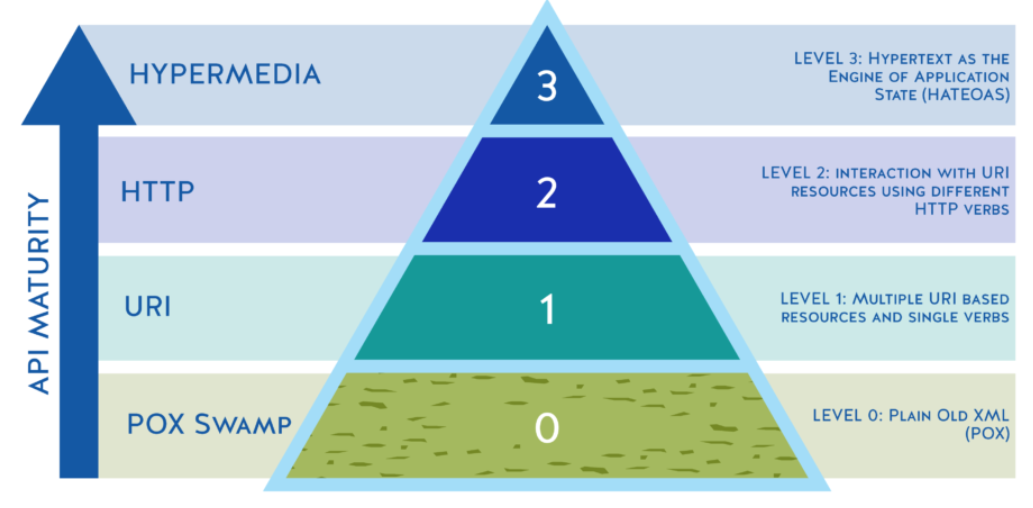 HYPERMEDIA
3
LEVEL 3: HYPERTEXT AS THE
ENGINE OF APPLICATION
STATE (HATEOAS)
HTTP
2
LEVEL 2: INTERACTION WITH URI
RESOURCES USING DIFFERENT
HTTP VERBS
API MATURITY
URI
1
LEVEL 1: MULTIPLE URI BASED
RESOURCES AND SINGLE VERBS
POX SWAMP
0
LEVEL 0: PLAIN OLD XML
(POX)